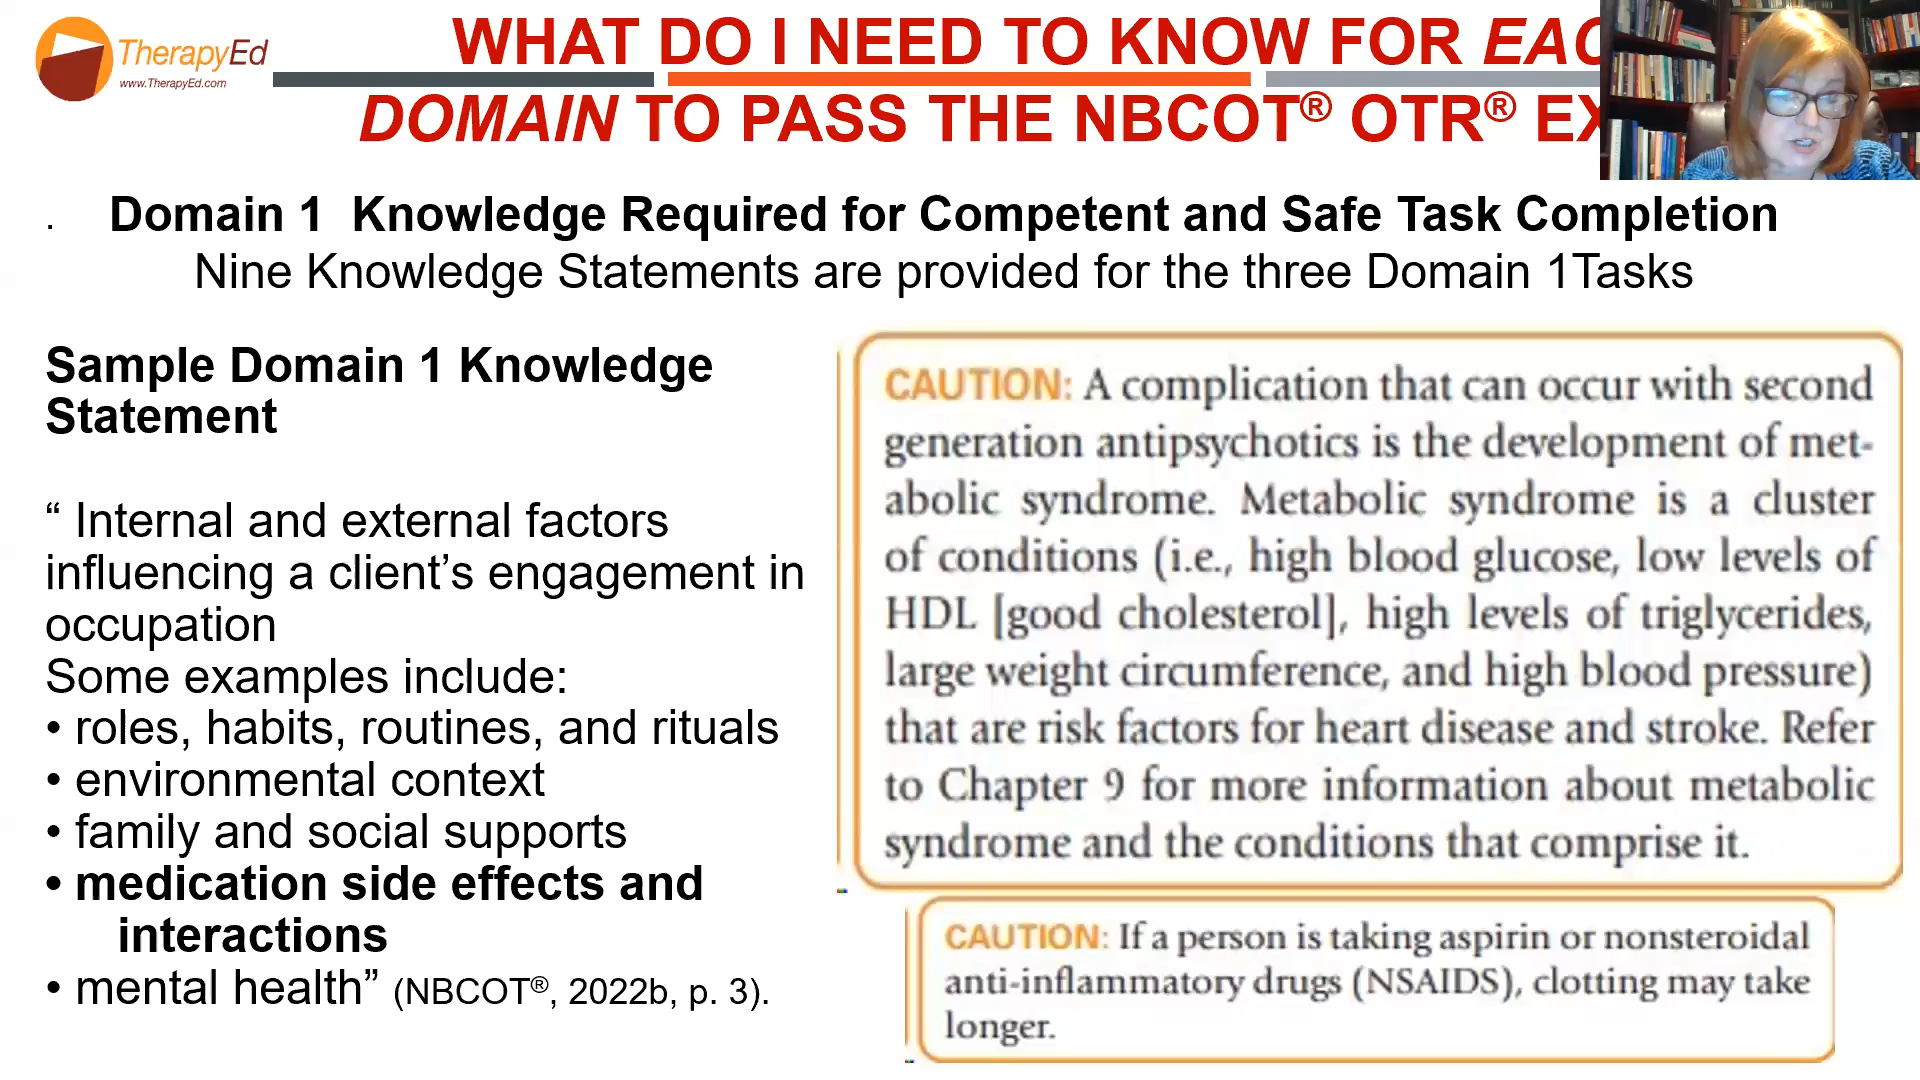 TherapyEd
www.TherapyEd.com
WHAT DO I NEED TO KNOW FOR EAC
DOMAIN TO PASS THE NBCOT® OTR® EX
. Domain 1 Knowledge Required for Competent and Safe Task Completion
Nine Knowledge Statements are provided for the three Domain 1Tasks
Sample Domain 1 Knowledge
Statement
“ Internal and external factors
influencing a client’s engagement in
occupation
Some examples include:
• roles, habits, routines, and rituals
• environmental context
• family and social supports
• medication side effects and
interactions
• mental health” (NBCOT®, 2022b, p. 3).
CAUTION: A complication that can occur with second
generation antipsychotics is the development of met-
abolic syndrome. Metabolic syndrome is a cluster
of conditions (i.e., high blood glucose, low levels of
HDL [good cholesterol], high levels of triglycerides,
large weight circumference, and high blood pressure)
that are risk factors for heart disease and stroke. Refer
to Chapter 9 for more information about metabolic
syndrome and the conditions that comprise it.
CAUTION: If a person is taking aspirin or nonsteroidal
anti-inflammatory drugs (NSAIDS), clotting may take
longer.